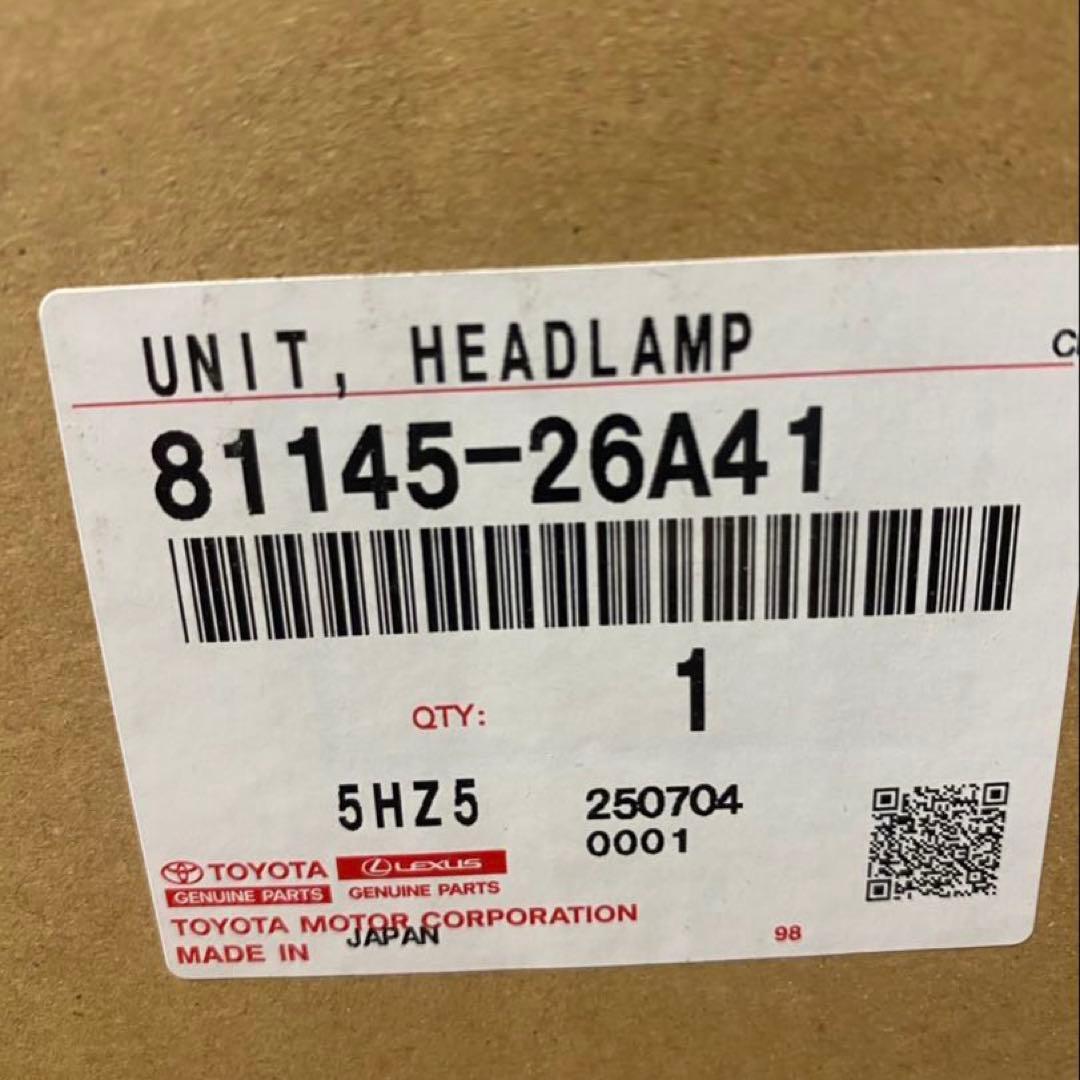 UNIT, HEADLAMP
81145-26A41
QTY: 1
5HZ5 250704
0001
TOYOTA LEXUS
GENUINE PARTS GENUINE PARTS
TOYOTA MOTOR CORPORATION
MADE IN JAPAN 98